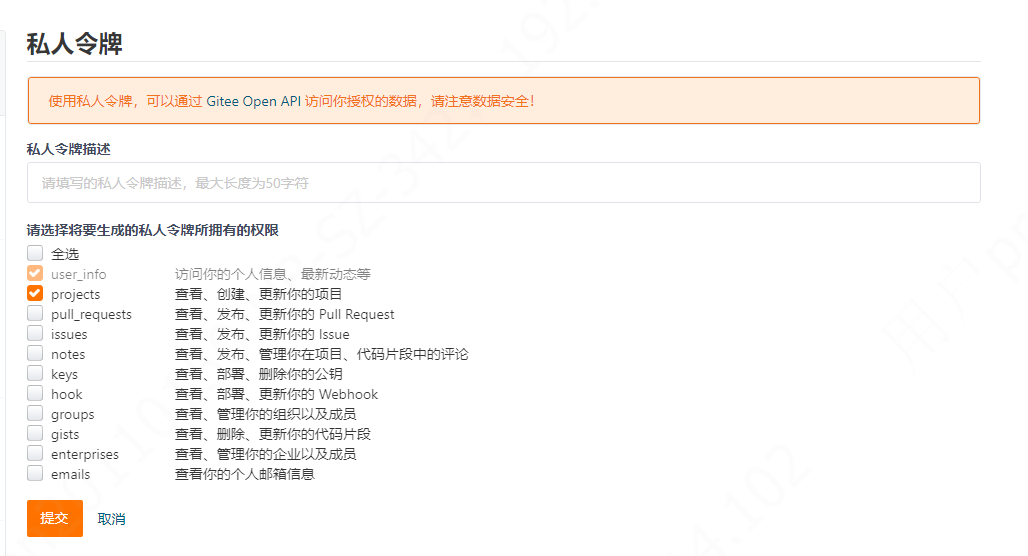 私人令牌
使用私人令牌，可以通过 Gitee Open API 访问你授权的数据，请注意数据安全！
私人令牌描述
请填写的私人令牌描述，最大长度为50字符
请选择将要生成的私人令牌所拥有的权限
全选
user_info 访问你的个人信息、最新动态等
projects 查看、创建、更新你的项目
pull_requests 查看、发布、更新你的 Pull Request
issues 查看、发布、更新你的 Issue
notes 查看、发布、管理你在项目、代码片段中的评论
keys 查看、部署、删除你的公钥
hook 查看、部署、更新你的 Webhook
groups 查看、管理你的组织以及成员
gists 查看、删除、更新你的代码片段
enterprises 查看、管理你的企业以及成员
emails 查看你的个人邮箱信息
提交 取消